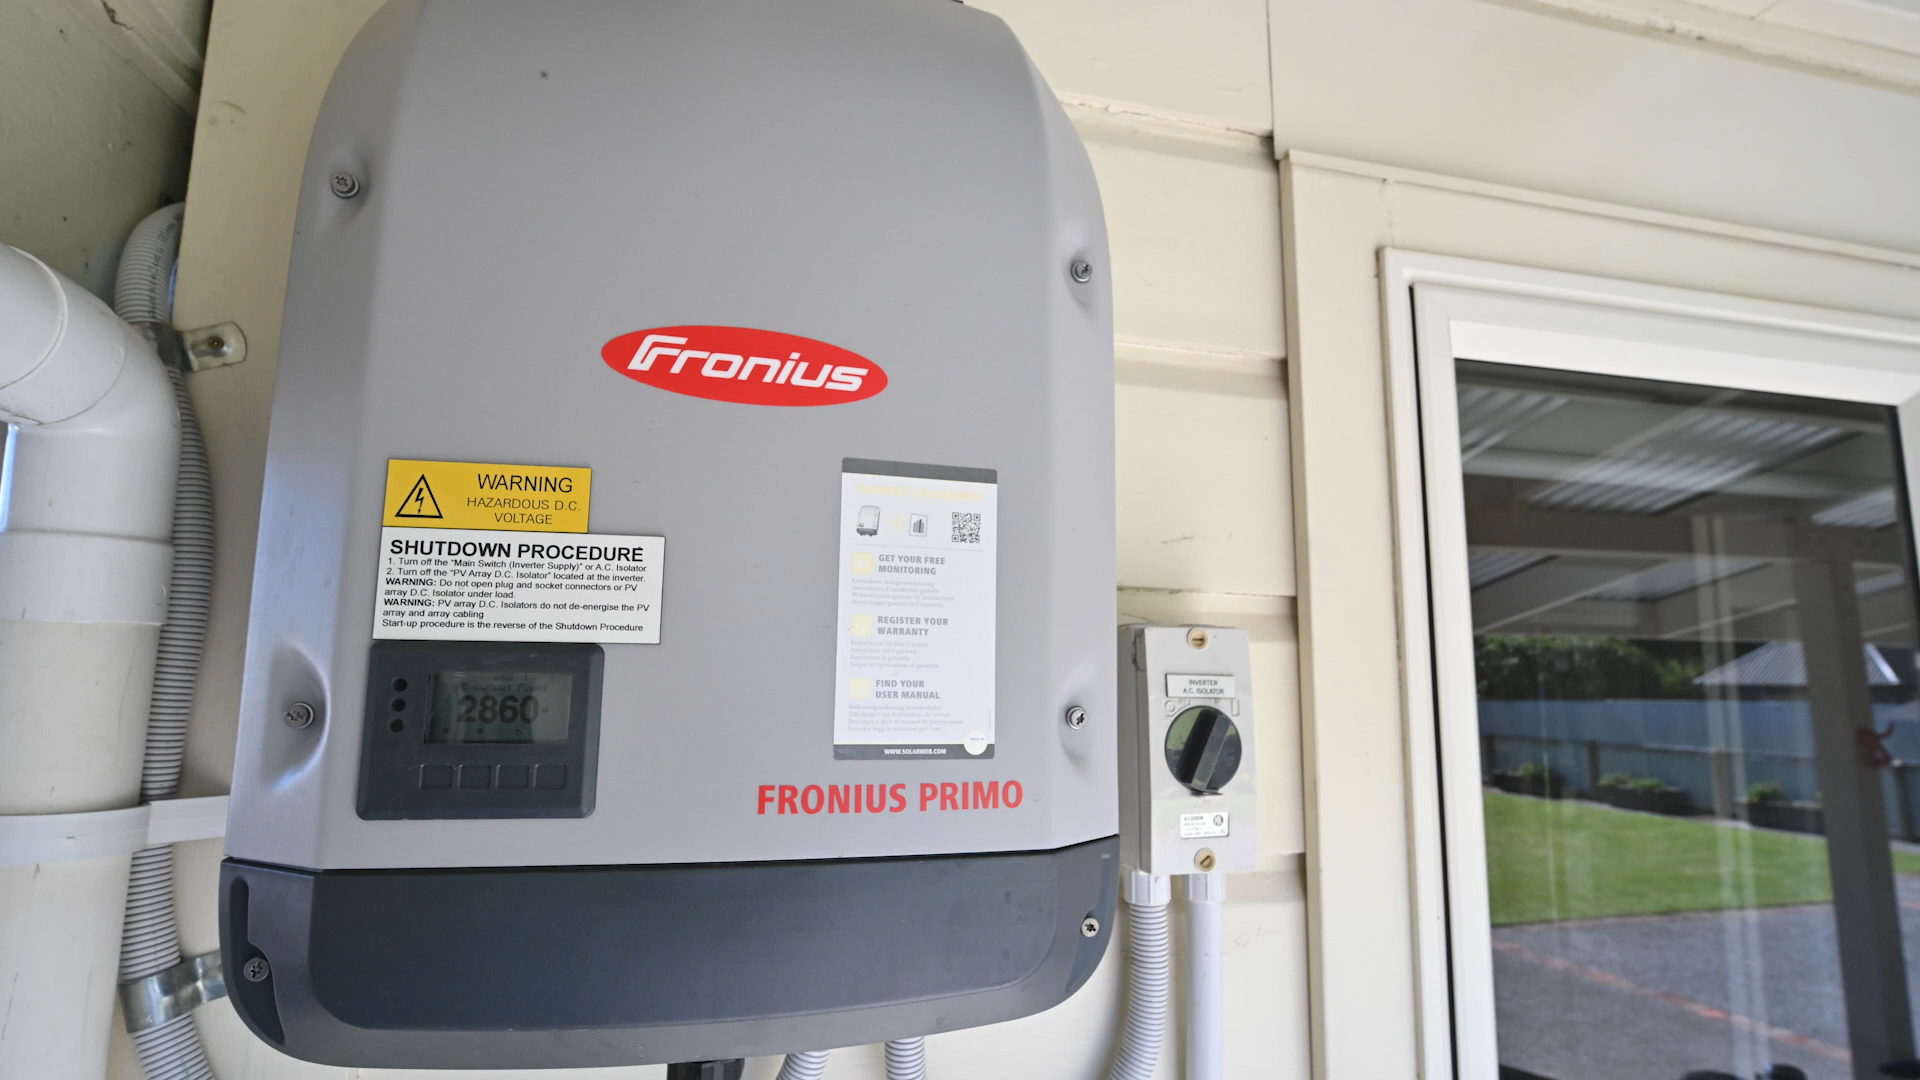 Fronius
WARNING
HAZARDOUS D.C.
VOLTAGE
SHUTDOWN PROCEDURE
1. Turn off the "Main Switch (Inverter Supply)" or A.C. Isolator
2. Turn off the "PV Array D.C. Isolator" located at the inverter.
WARNING: Do not open plug and socket connectors or PV
array D.C. Isolator under load.
WARNING: PV array D.C. Isolators do not de-energise the PV
array and array cabling
Start-up procedure is the reverse of the Shutdown Procedure
AC Output Power
2860
GET YOUR FREE
MONITORING
REGISTER YOUR
WARRANTY
FIND YOUR
USER MANUAL
WWW.SOLARWEB.COM
FRONIUS PRIMO
INVERTER
A.C. ISOLATOR